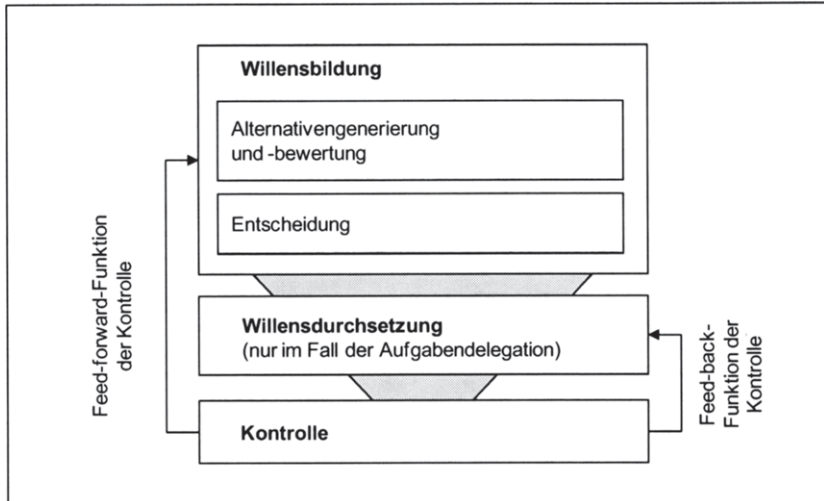 Willensbildung
Alternativengenerierung
und -bewertung
Entscheidung
Willensdurchsetzung
(nur im Fall der Aufgabendelegation)
Kontrolle
Feed-forward-Funktion
der Kontrolle
Feed-back-
Funktion der
Kontrolle